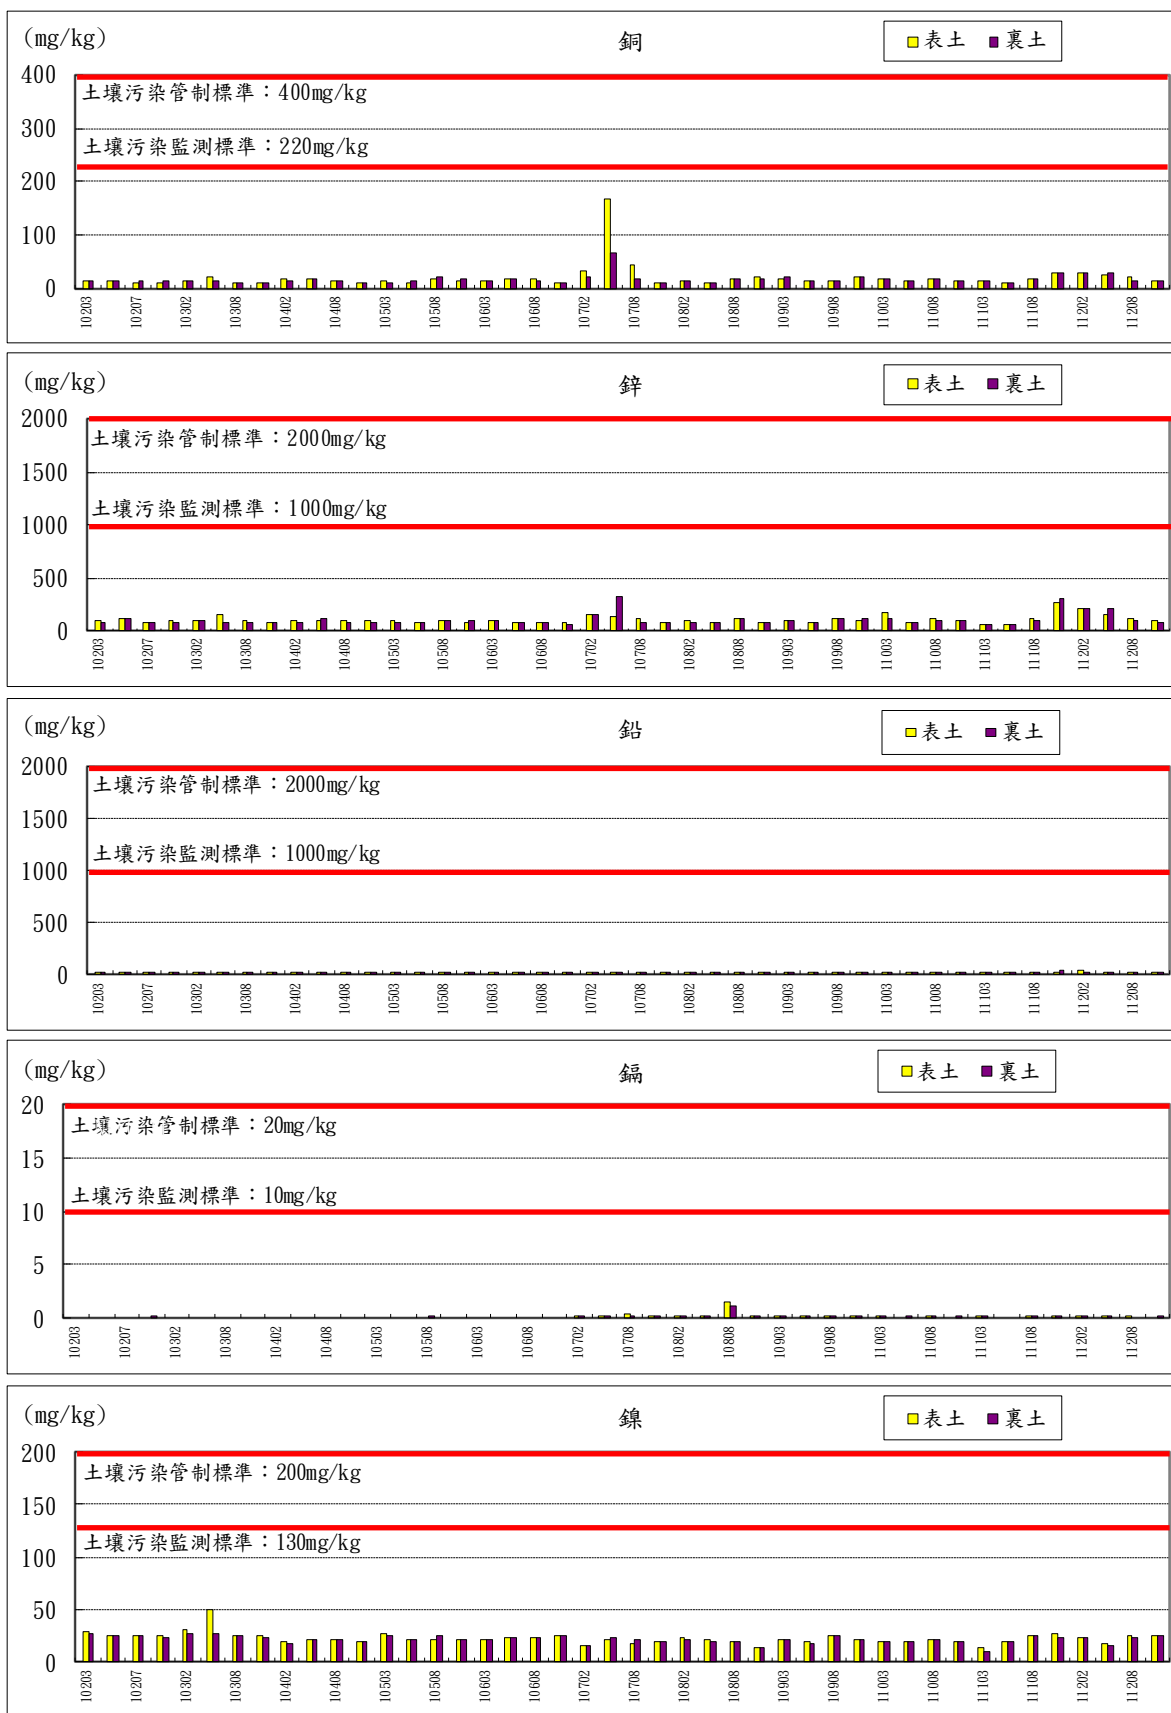 (mg/kg)
銅
表土 裏土
400
土壤污染管制標準：400mg/kg
300
土壤污染監測標準：220mg/kg
200
100
0
10203 10207 10302 10308 10402 10408 10503 10508 10603 10608 10702 10708 10802 10808 10903 10908 11003 11008 11103 11108 11202 11208
(mg/kg)
鋅
表土 裏土
2000
土壤污染管制標準：2000mg/kg
1500
土壤污染監測標準：1000mg/kg
1000
500
0
10203 10207 10302 10308 10402 10408 10503 10508 10603 10608 10702 10708 10802 10808 10903 10908 11003 11008 11103 11108 11202 11208
(mg/kg)
鉛
表土 裏土
2000
土壤污染管制標準：2000mg/kg
1500
土壤污染監測標準：1000mg/kg
1000
500
0
10203 10207 10302 10308 10402 10408 10503 10508 10603 10608 10702 10708 10802 10808 10903 10908 11003 11008 11103 11108 11202 11208
(mg/kg)
鎘
表土 裏土
20
土壤污染管制標準：20mg/kg
15
土壤污染監測標準：10mg/kg
10
5
0
10203 10207 10302 10308 10402 10408 10503 10508 10603 10608 10702 10708 10802 10808 10903 10908 11003 11008 11103 11108 11202 11208
(mg/kg)
鎳
表土 裏土
200
土壤污染管制標準：200mg/kg
150
土壤污染監測標準：130mg/kg
100
50
0
10203 10207 10302 10308 10402 10408 10503 10508 10603 10608 10702 10708 10802 10808 10903 10908 11003 11008 11103 11108 11202 11208